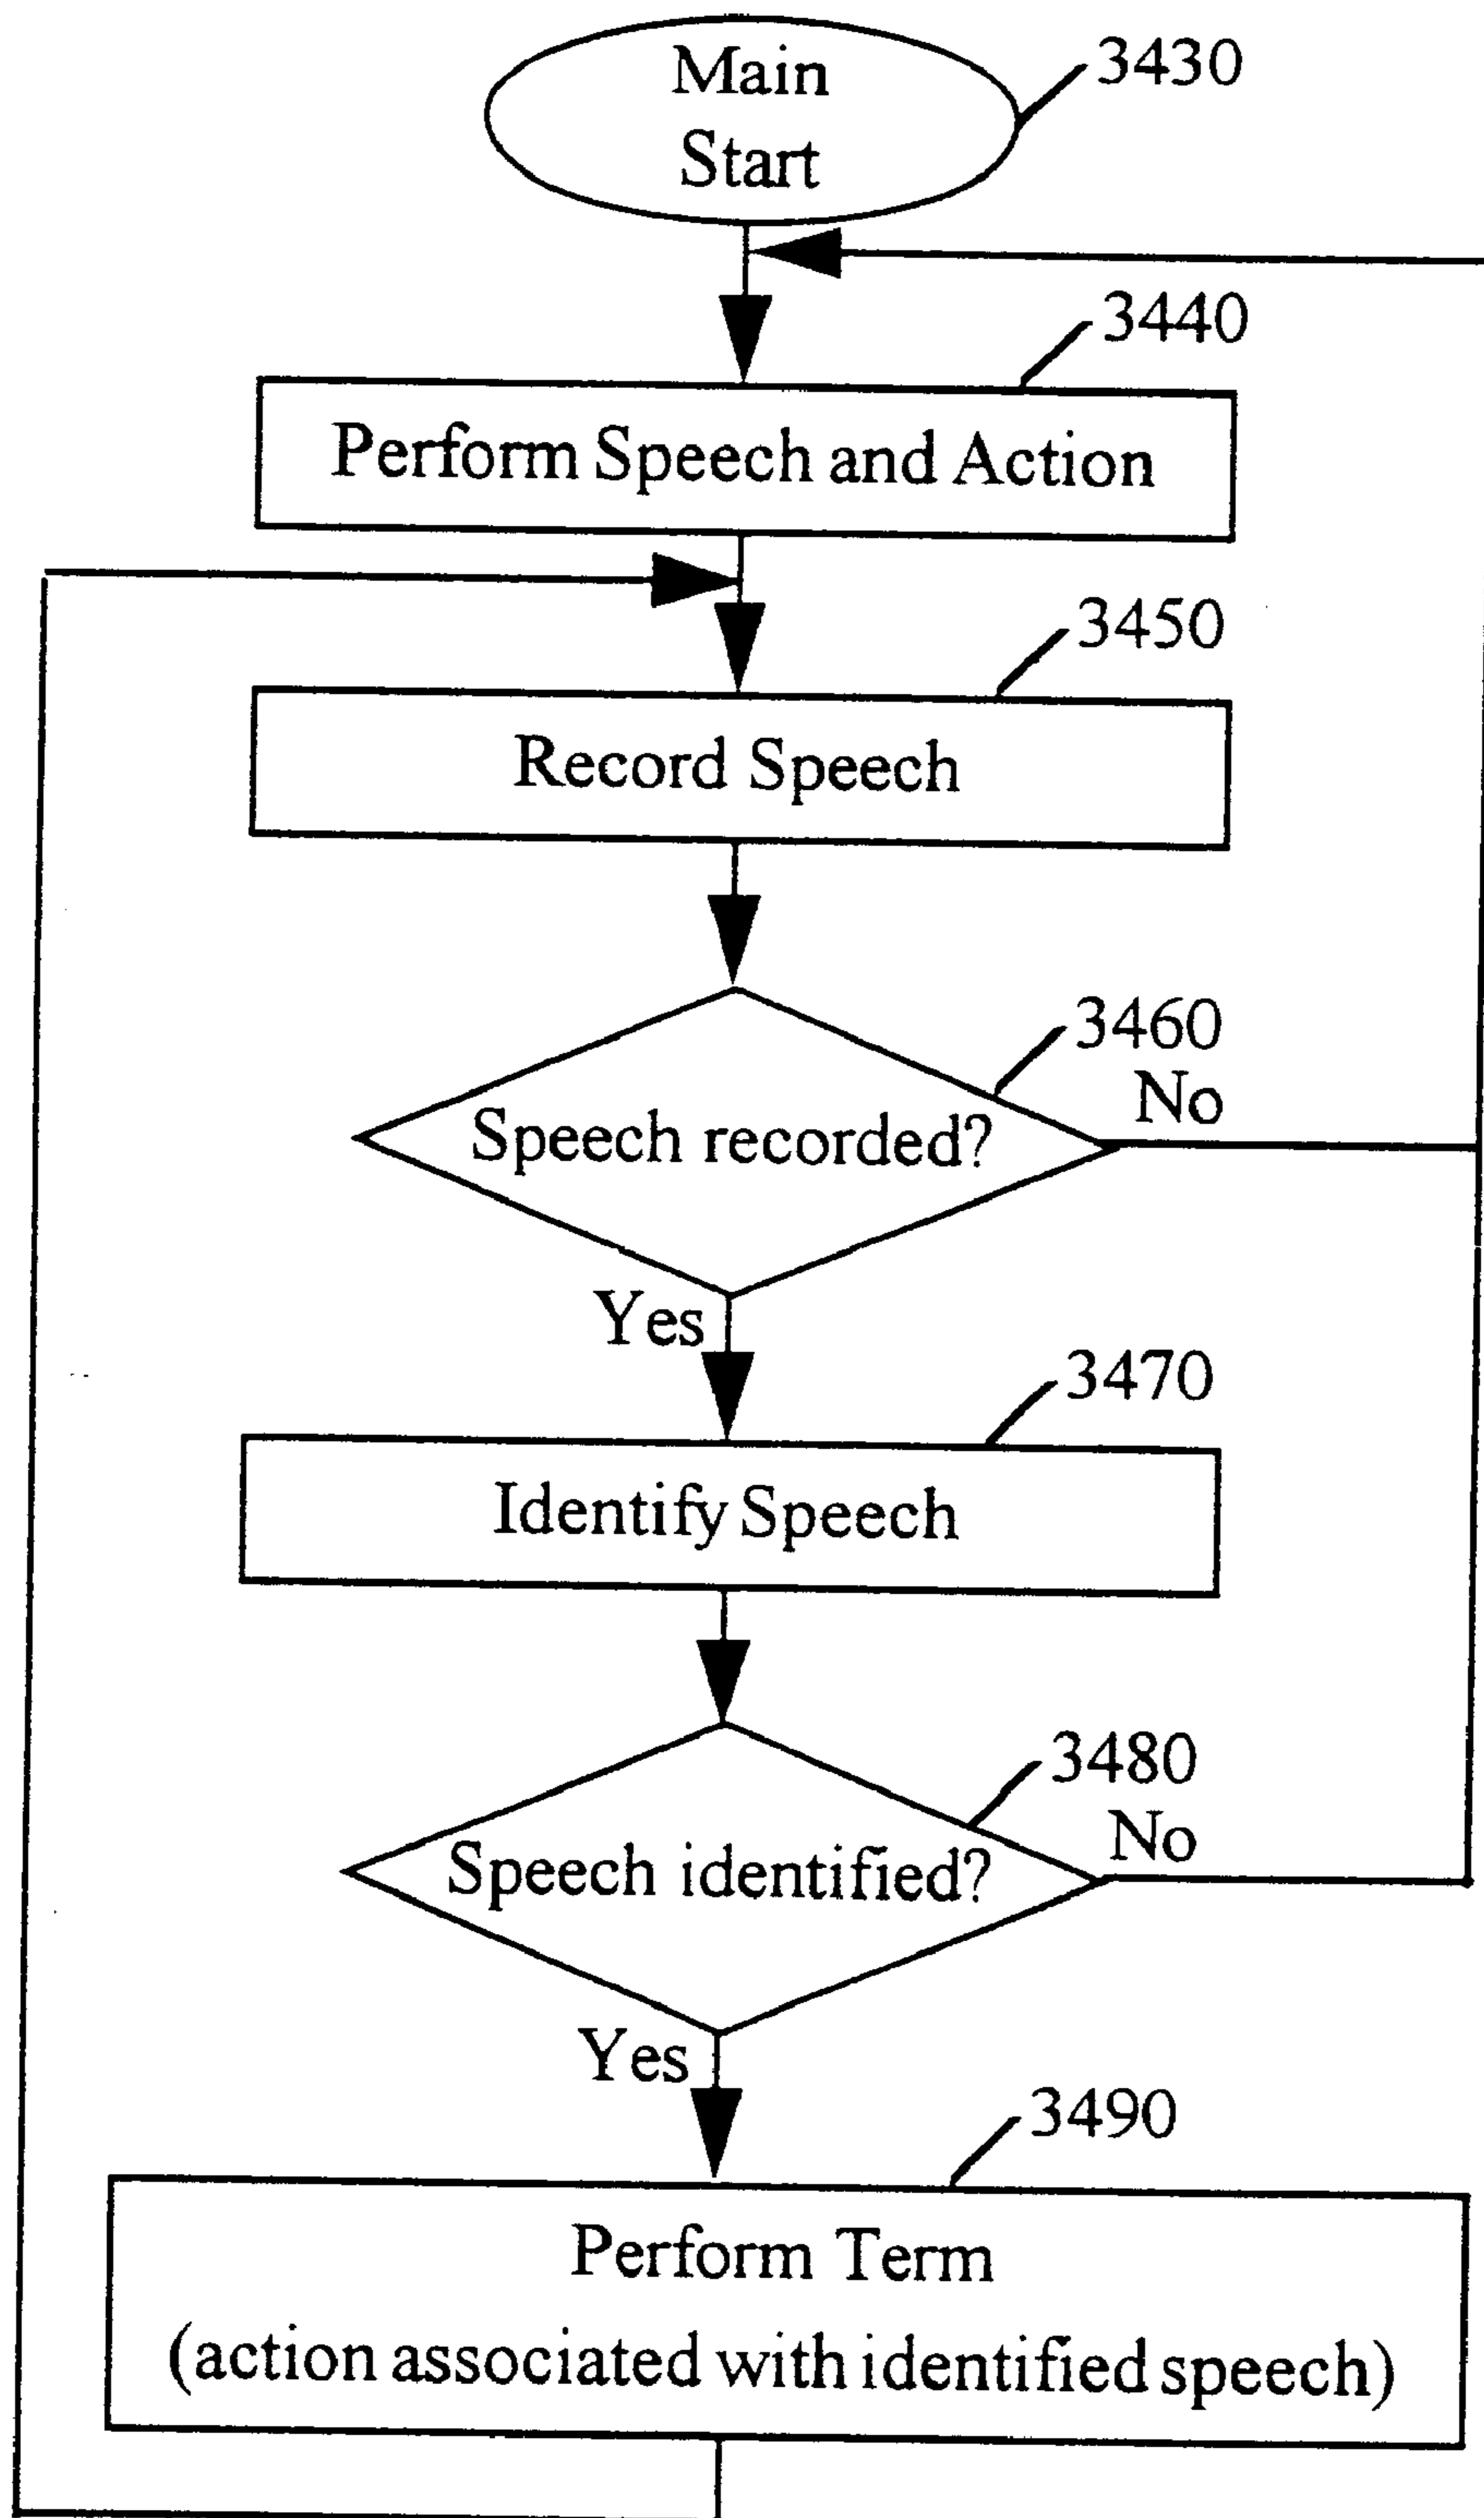 Main
Start
3430
3440
Perform Speech and Action
3450
Record Speech
3460
No
Speech recorded?
Yes
3470
Identify Speech
3480
No
Speech identified?
Yes
3490
Perform Term
(action associated with identified speech)